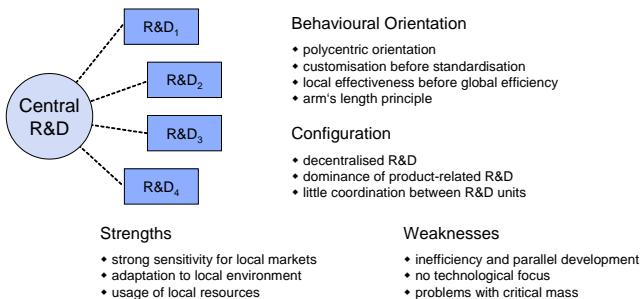 R&D₁
R&D₂
R&D₃
R&D₄
Central
R&D
Behavioural Orientation
◆ polycentric orientation
◆ customisation before standardisation
◆ local effectiveness before global efficiency
◆ arm's length principle
Configuration
◆ decentralised R&D
◆ dominance of product-related R&D
◆ little coordination between R&D units
Strengths
◆ strong sensitivity for local markets
◆ adaptation to local environment
◆ usage of local resources
Weaknesses
◆ inefficiency and parallel development
◆ no technological focus
◆ problems with critical mass